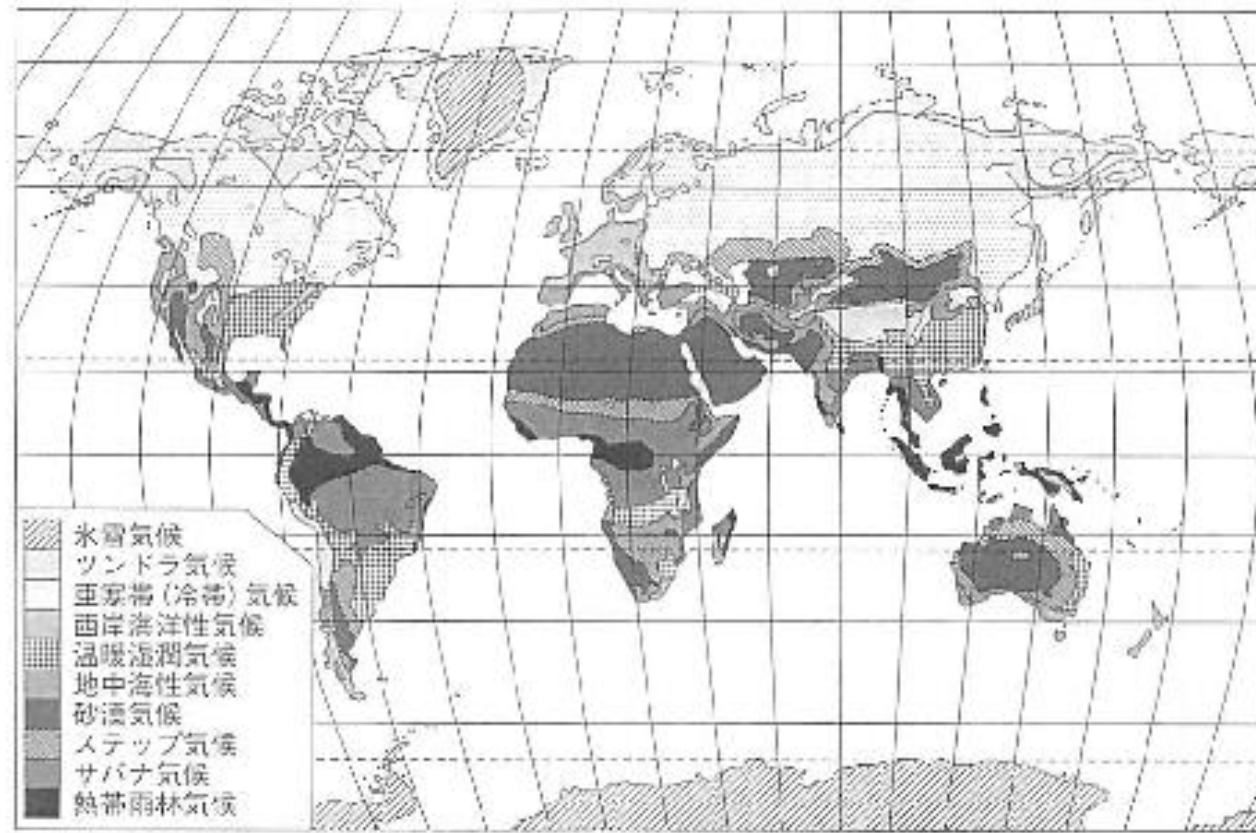 氷雪気候
ツンドラ気候
亜寒帯(冷帯)気候
西岸海洋性気候
温暖湿潤気候
地中海性気候
砂漠気候
ステップ気候
サバナ気候
熱帯雨林気候